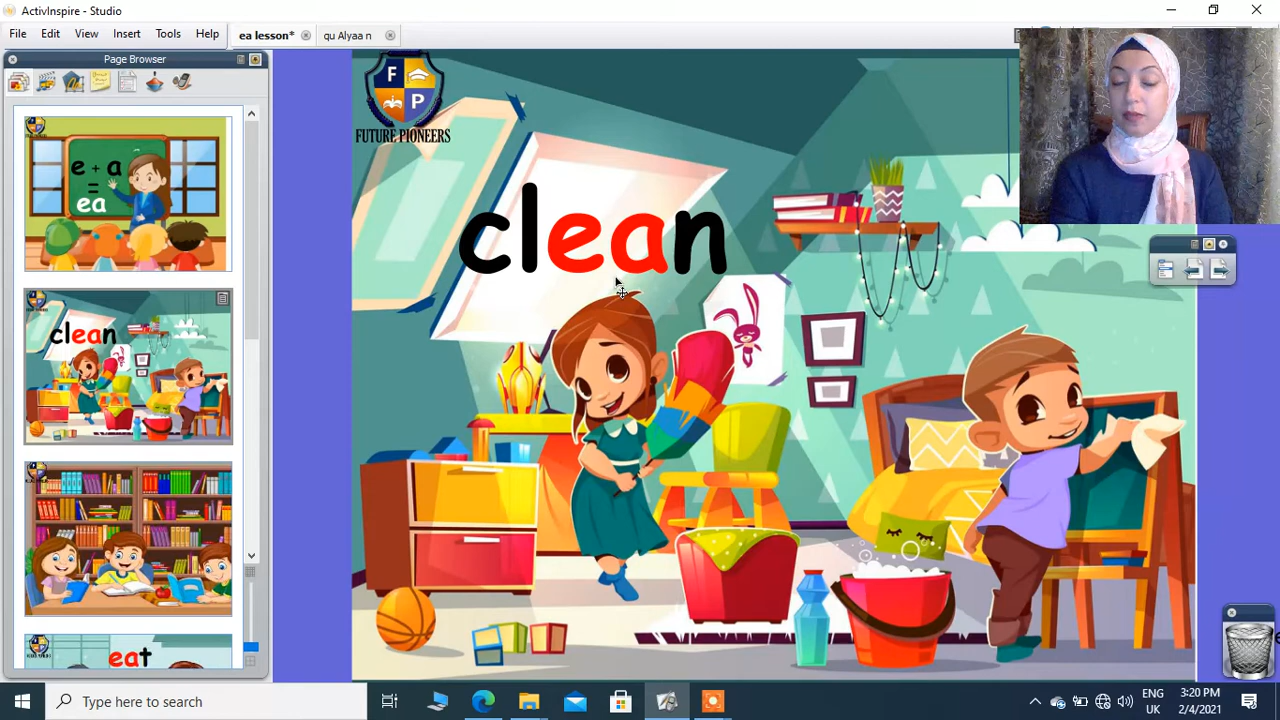 ActivInspire - Studio
File Edit View Insert Tools Help
ea lesson*
qu Alyaa n
Page Browser
e + a
=
ea
clean
eat
F
P
FUTURE PIONEERS
clean
Type here to search
ENG
UK
3:20 PM
2/4/2021